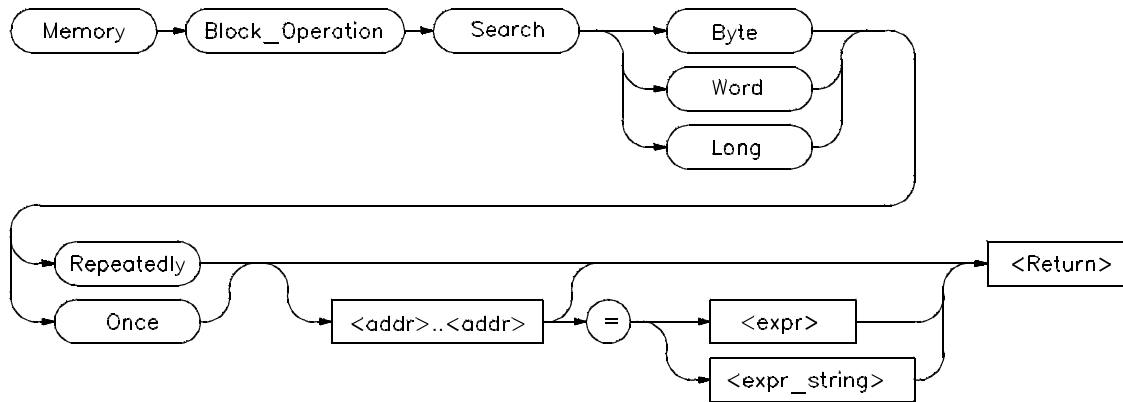 Memory
Block_Operation
Search
Byte
Word
Long
Repeatedly
Once
<addr>..<addr>
=
<expr>
<expr_string>
<Return>